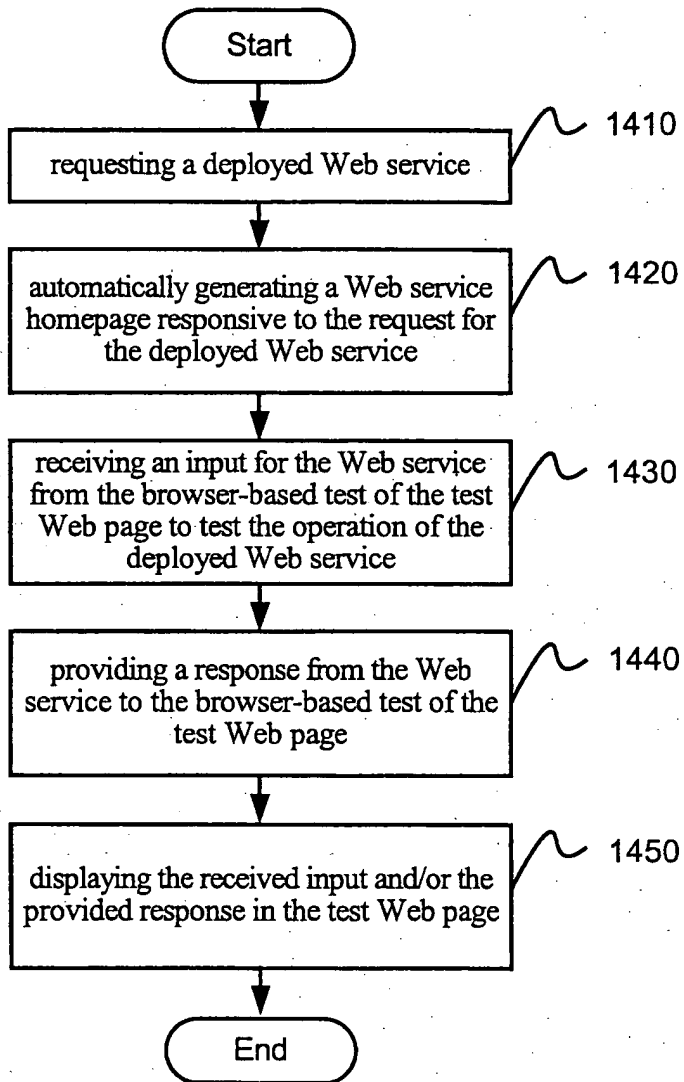 Start
requesting a deployed Web service
1410
automatically generating a Web service
homepage responsive to the request for
the deployed Web service
1420
receiving an input for the Web service
from the browser-based test of the test
Web page to test the operation of the
deployed Web service
1430
providing a response from the Web
service to the browser-based test of the
test Web page
1440
displaying the received input and/or the
provided response in the test Web page
1450
End